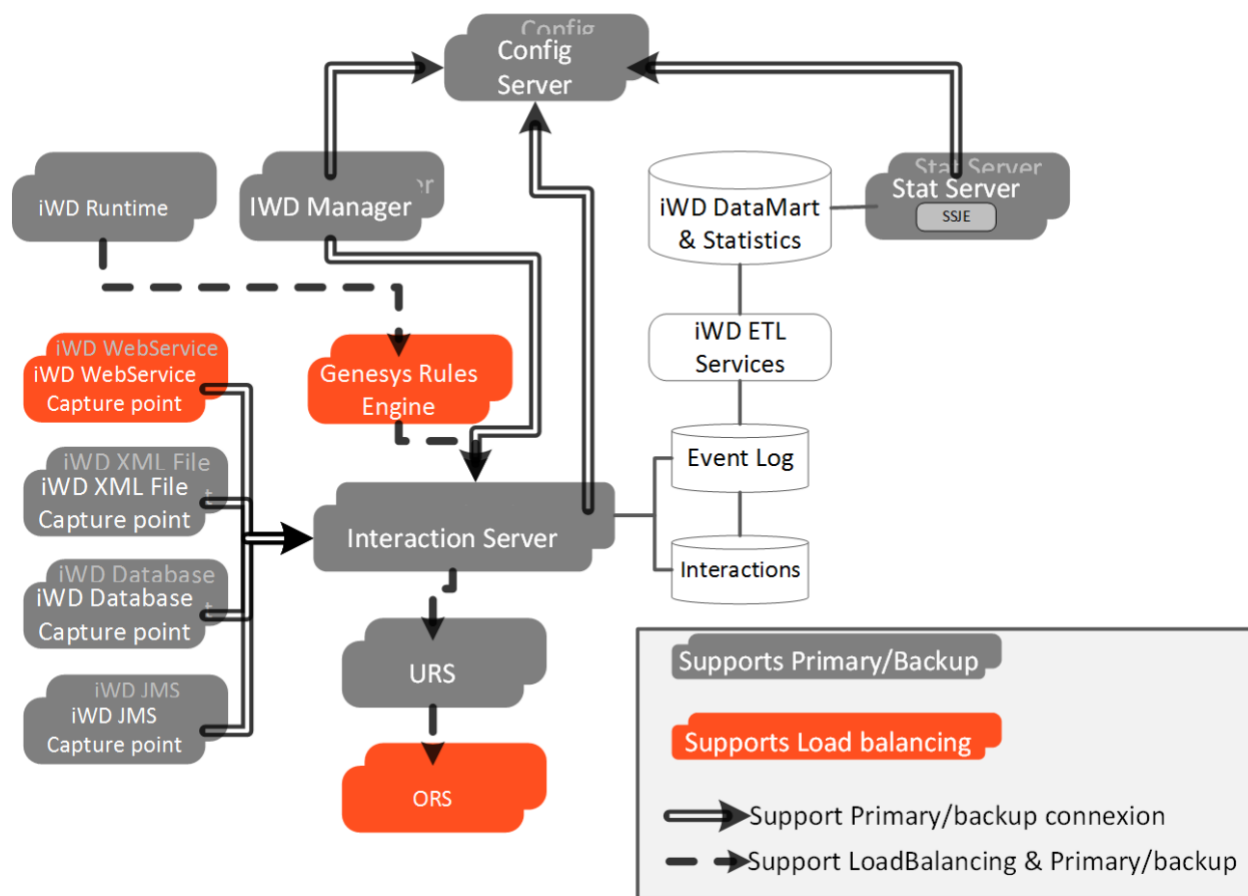 Config
Config
Server
Stat Server
Stat Server
SSJE
iWD Runtime
IWD Manager
er
iWD DataMart
& Statistics
iWD WebService
iWD WebService
Capture point
Genesys Rules
Engine
iWD ETL
Services
Event Log
iWD XML File
iWD XML File
Capture point
t
Interaction Server
Interactions
iWD Database
iWD Database
Capture point
t
URS
iWD JMS
iWD JMS
Capture point
ORS
Supports Primary/Backup
Supports Load balancing
Support Primary/backup connexion
Support LoadBalancing & Primary/backup